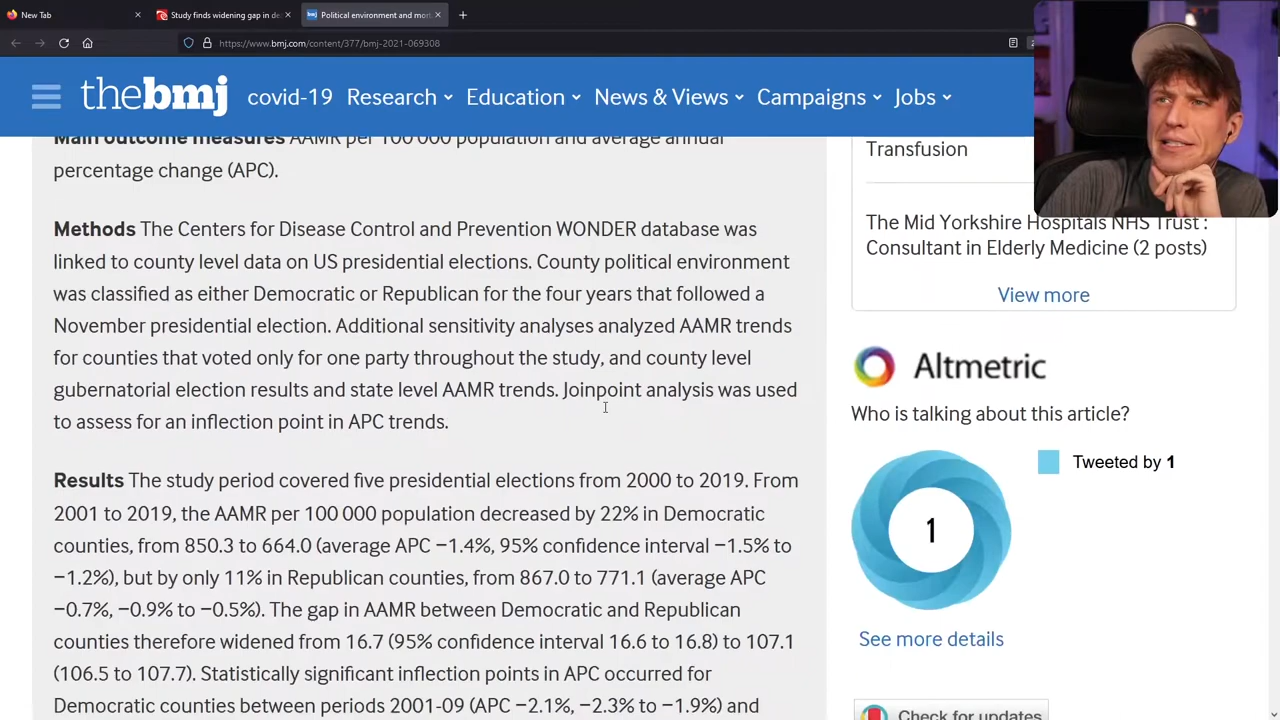 New Tab
Study finds widening gap in de
Political environment and mort
https://www.bmj.com/content/377/bmj-2021-069308
thebmj
covid-19 Research Education News & Views Campaigns Jobs
Main outcome measures AAMR per 100 000 population and average annual
percentage change (APC).
Methods The Centers for Disease Control and Prevention WONDER database was
linked to county level data on US presidential elections. County political environment
was classified as either Democratic or Republican for the four years that followed a
November presidential election. Additional sensitivity analyses analyzed AAMR trends
for counties that voted only for one party throughout the study, and county level
gubernatorial election results and state level AAMR trends. Joinpoint analysis was used
to assess for an inflection point in APC trends.
Results The study period covered five presidential elections from 2000 to 2019. From
2001 to 2019, the AAMR per 100 000 population decreased by 22% in Democratic
counties, from 850.3 to 664.0 (average APC −1.4%, 95% confidence interval −1.5% to
−1.2%), but by only 11% in Republican counties, from 867.0 to 771.1 (average APC
−0.7%, −0.9% to −0.5%). The gap in AAMR between Democratic and Republican
counties therefore widened from 16.7 (95% confidence interval 16.6 to 16.8) to 107.1
(106.5 to 107.7). Statistically significant inflection points in APC occurred for
Democratic counties between periods 2001-09 (APC −2.1%, −2.3% to −1.9%) and
Transfusion
The Mid Yorkshire Hospitals NHS Trust :
Consultant in Elderly Medicine (2 posts)
View more
Altmetric
Who is talking about this article?
Tweeted by 1
1
See more details
Check for updates